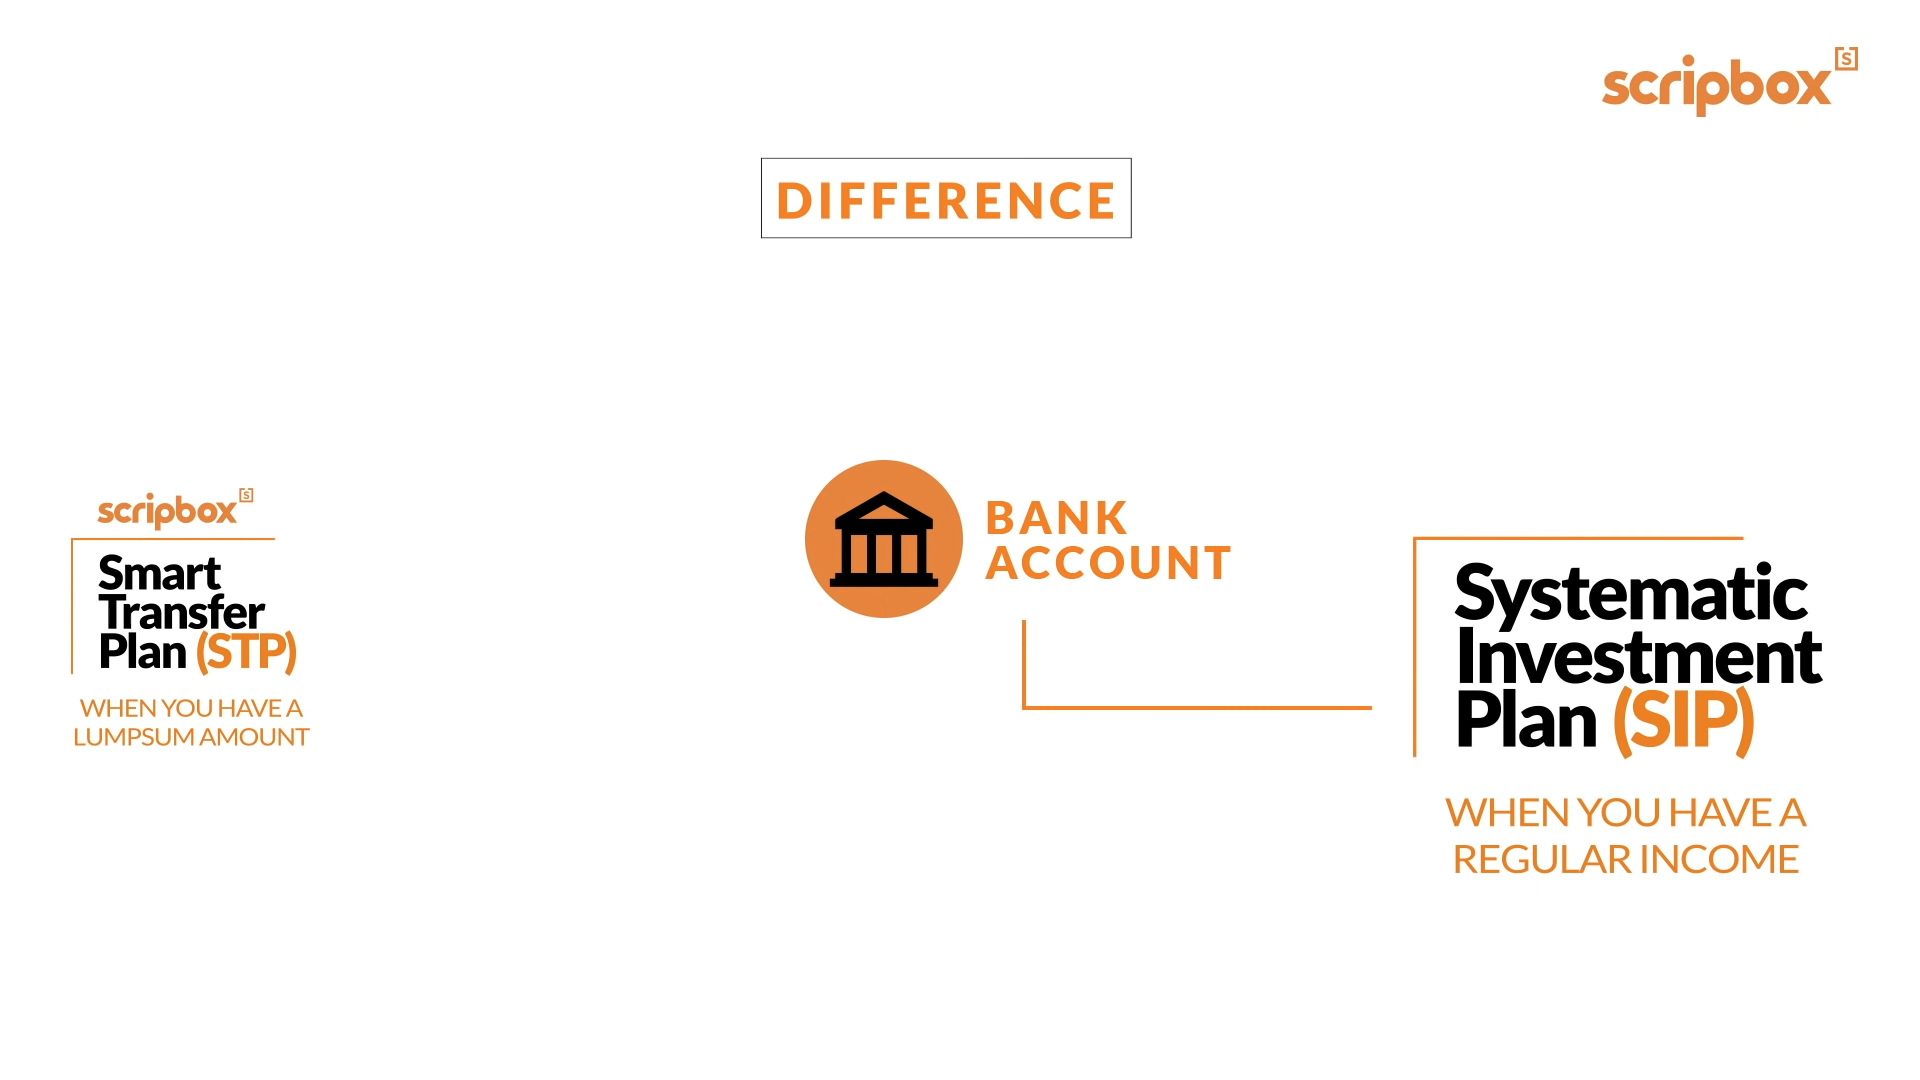 scripbox
S
DIFFERENCE
scripbox
S
Smart
Transfer
Plan (STP)
WHEN YOU HAVE A
LUMPSUM AMOUNT
BANK
ACCOUNT
Systematic
Investment
Plan (SIP)
WHEN YOU HAVE A
REGULAR INCOME